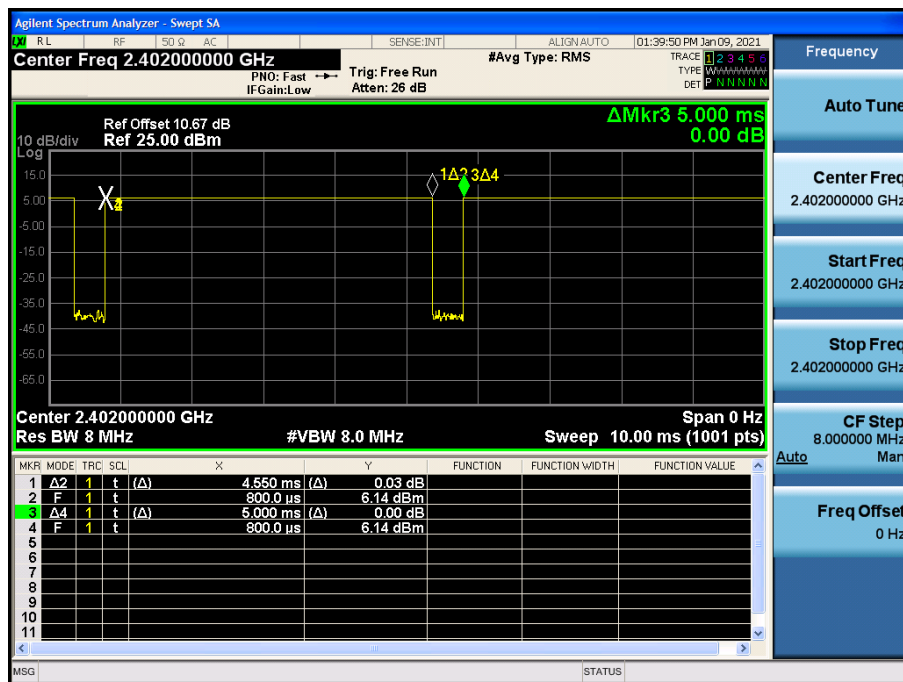 Agilent Spectrum Analyzer - Swept SA
LXI RL RF 50 Ω AC SENSE:INT ALIGNAUTO 01:39:50 PM Jan 09, 2021
Center Freq 2.402000000 GHz
#Avg Type: RMS
TRACE 1 2 3 4 5 6
PNO: Fast Trig: Free Run
TYPE W
IFGain:Low Atten: 26 dB
DET P N N N N N
Frequency
Auto Tune
Center Freq
2.402000000 GHz
Start Freq
2.402000000 GHz
Stop Freq
2.402000000 GHz
CF Step
8.000000 MHz
Auto Man
Freq Offset
0 Hz
ΔMkr3 5.000 ms
0.00 dB
Ref Offset 10.67 dB
10 dB/div Ref 25.00 dBm
Log
15.0
1Δ2 3Δ4
5.00
-5.00
-15.0
-25.0
-35.0
-45.0
-55.0
-65.0
Center 2.402000000 GHz Span 0 Hz
Res BW 8 MHz #VBW 8.0 MHz Sweep 10.00 ms (1001 pts)
MKR MODE TRC SCL X Y FUNCTION FUNCTION WIDTH FUNCTION VALUE
1 Δ2 1 t (Δ) 4.550 ms (Δ) 0.03 dB
2 F 1 t 800.0 µs 6.14 dBm
3 Δ4 1 t (Δ) 5.000 ms (Δ) 0.00 dB
4 F 1 t 800.0 µs 6.14 dBm
5
6
7
8
9
10
11
MSG STATUS